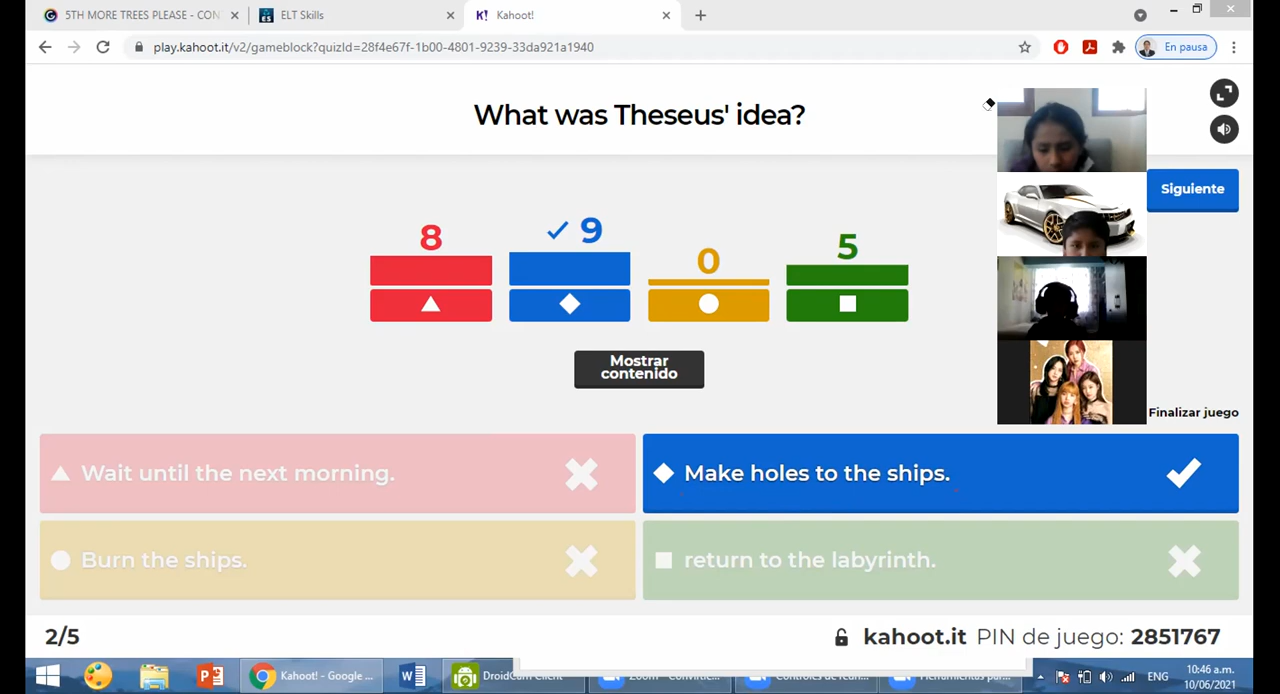 5TH MORE TREES PLEASE - CON
ELT Skills
K! Kahoot!
play.kahoot.it/v2/gameblock?quizId=28f4e67f-1b00-4801-9239-33da921a1940
En pausa
What was Theseus' idea?
Siguiente
8
9
0
5
Mostrar
contenido
Finalizar juego
Wait until the next morning.
Make holes to the ships.
Burn the ships.
return to the labyrinth.
2/5
kahoot.it PIN de juego: 2851767
Kahoot! - Google ...
DroidCam Client
ENG
10:46 a.m.
10/06/2021